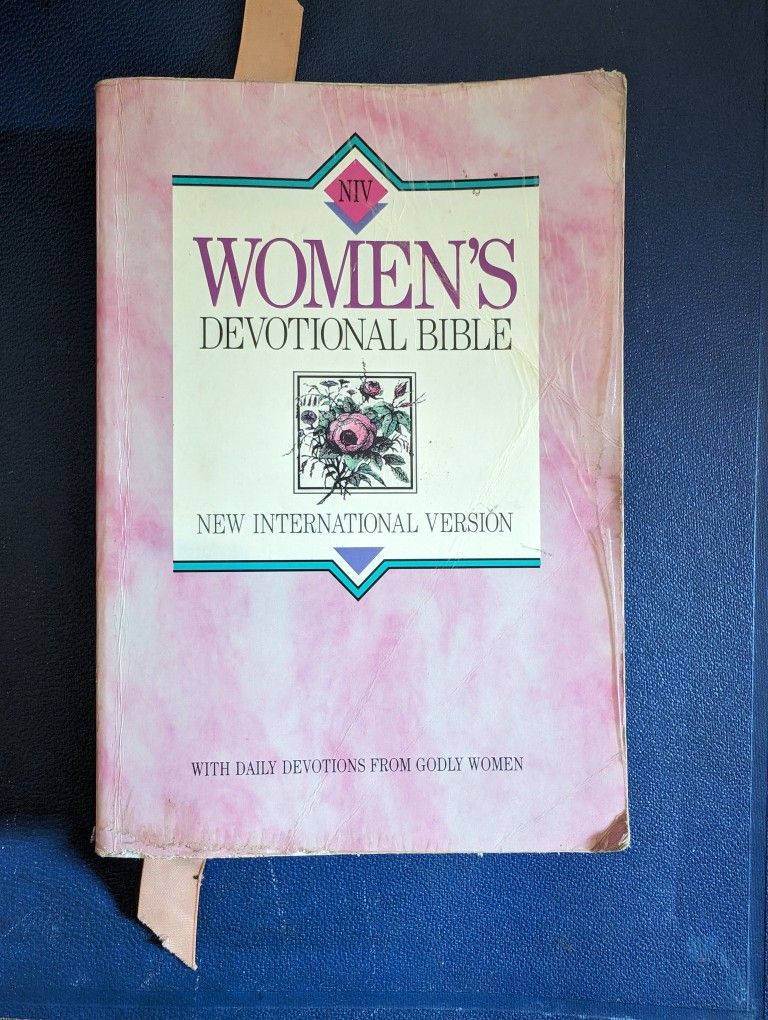 NIV
WOMEN'S
DEVOTIONAL BIBLE
NEW INTERNATIONAL VERSION
WITH DAILY DEVOTIONS FROM GODLY WOMEN